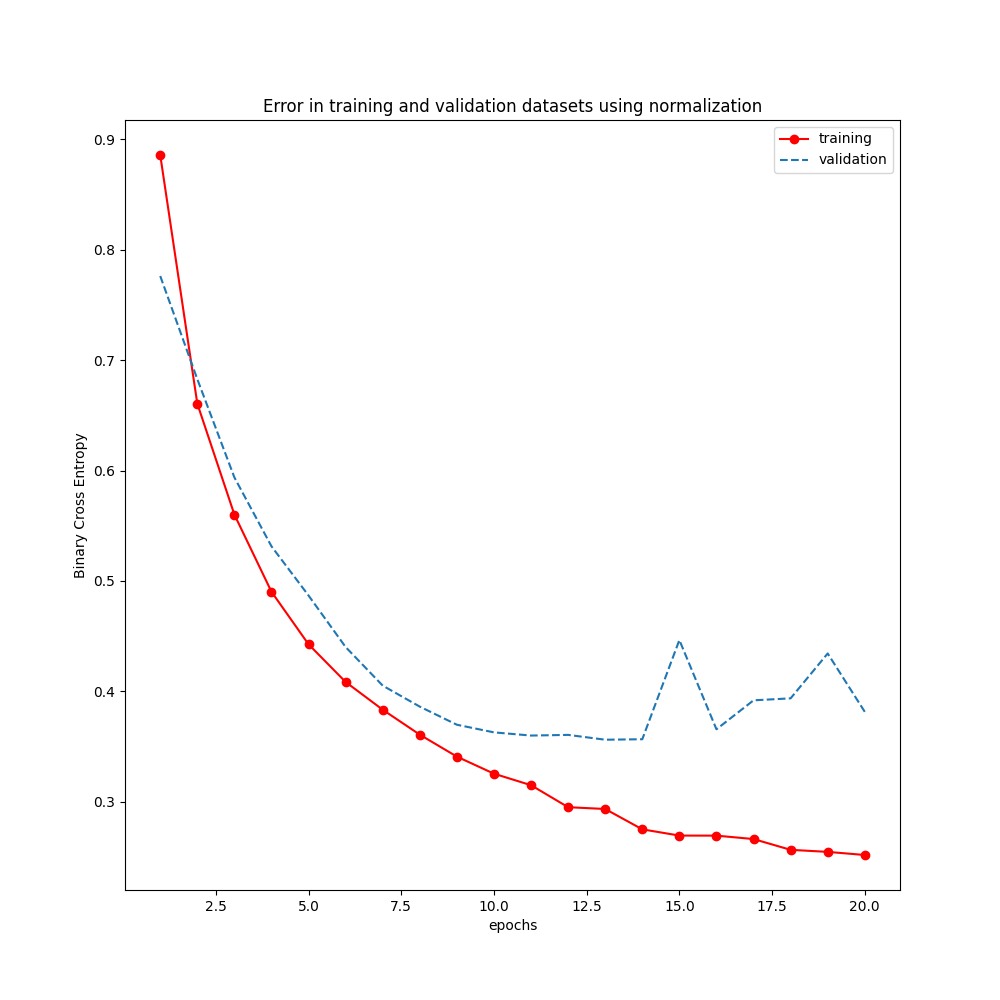 Error in training and validation datasets using normalization
training
validation
Binary Cross Entropy
0.9
0.8
0.7
0.6
0.5
0.4
0.3
2.5 5.0 7.5 10.0 12.5 15.0 17.5 20.0
epochs